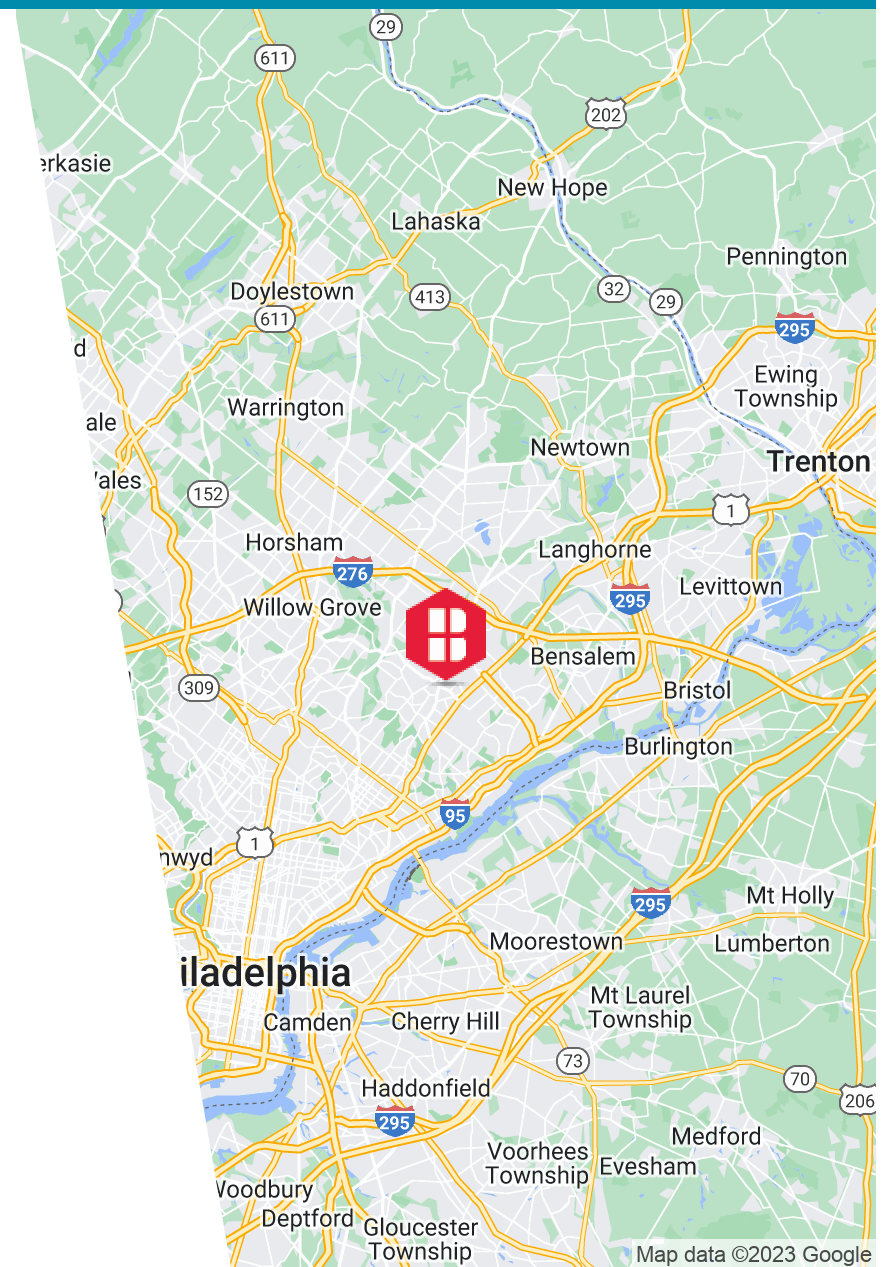 29
611
202
erkasie
New Hope
Lahaska
Pennington
Doylestown
413
32
29
611
295
d
Ewing
Township
ale
Warrington
Newtown
Trenton
Wales
152
1
Horsham
Langhorne
276
Levittown
295
Willow Grove
Bensalem
309
Bristol
Burlington
95
1
nwyd
Mt Holly
295
Moorestown
Lumberton
iladelphia
Mt Laurel
Township
Camden
Cherry Hill
73
70
Haddonfield
206
295
Medford
Voorhees
Township
Evesham
Woodbury
Deptford
Gloucester
Township
Map data ©2023 Google